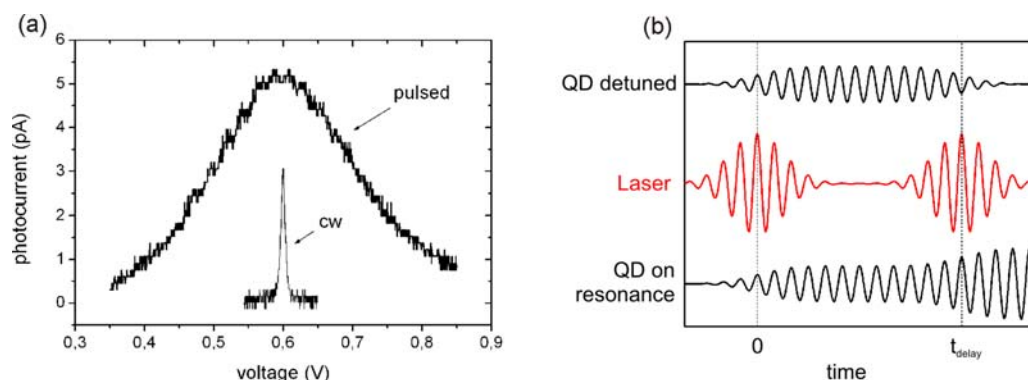 (a)
6
5
4
3
2
1
0
photocurrent (pA)
pulsed
cw
0,3 0,4 0,5 0,6 0,7 0,8 0,9
voltage (V)
(b)
QD detuned
Laser
QD on
resonance
0 tdelay
time